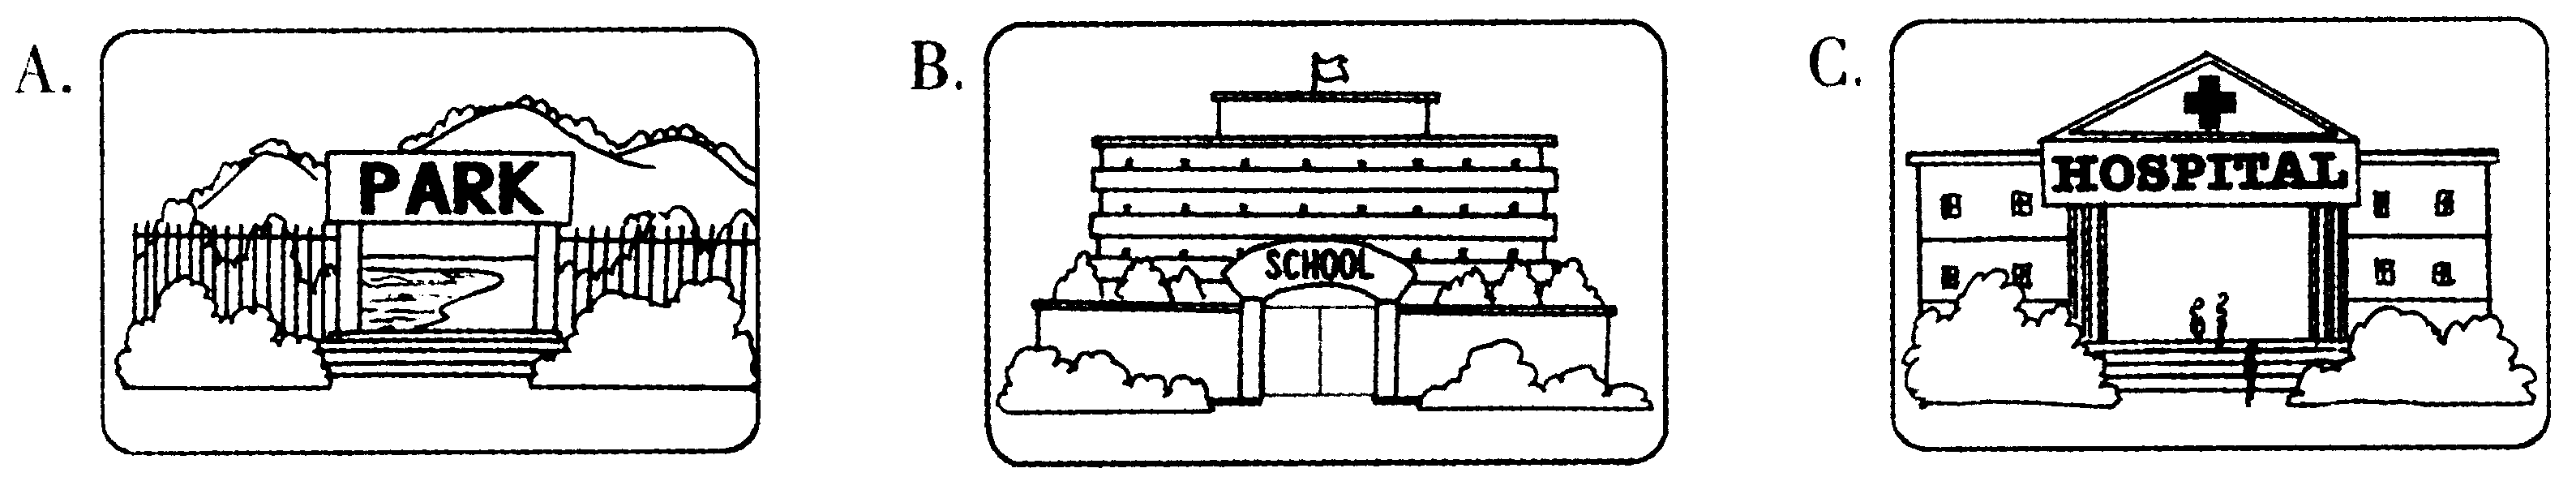 A.
PARK
B.
SCHOOL
C.
HOSPITAL